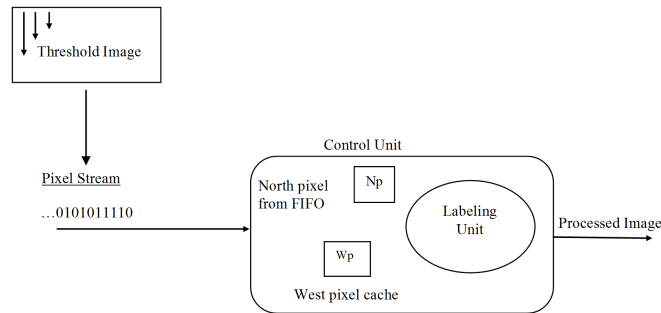 Threshold Image
Control Unit
Pixel Stream
North pixel
from FIFO
Np
…0101011110
Labeling
Unit
Processed Image
Wp
West pixel cache